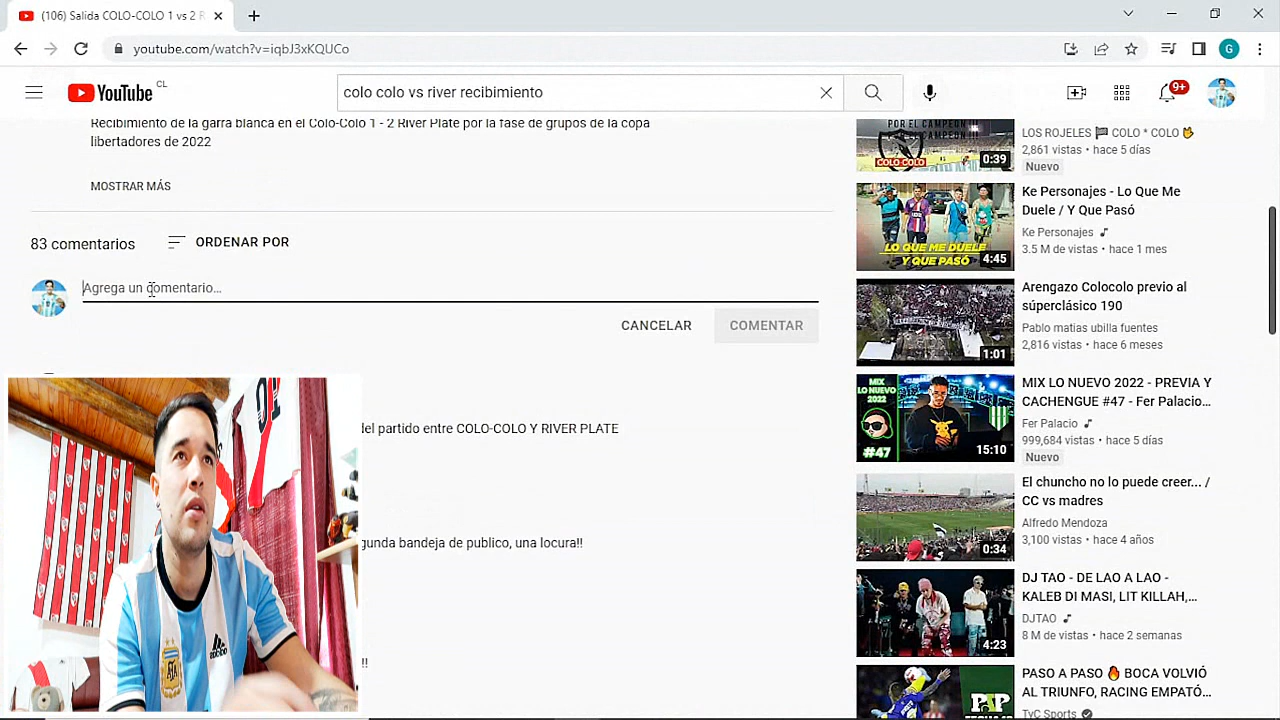 (106) Salida COLO-COLO 1 vs 2 R
youtube.com/watch?v=iqbJ3xKQUCo
G
YouTube CL
colo colo vs river recibimiento
9+
Recibimiento de la garra blanca en el Colo-Colo 1 - 2 River Plate por la fase de grupos de la copa
libertadores de 2022
MOSTRAR MÁS
83 comentarios
ORDENAR POR
Agrega un comentario...
CANCELAR
COMENTAR
del partido entre COLO-COLO Y RIVER PLATE
gunda bandeja de publico, una locura!!
!!
POR EL CAMPEON !!!
COLO-COLO
0:39
LOS ROJELES 🏴 COLO * COLO 🤟
2,861 vistas • hace 5 días
Nuevo
LO QUE ME DUELE
Y QUE PASÓ
4:45
Ke Personajes - Lo Que Me
Duele / Y Que Pasó
Ke Personajes
3.5 M de vistas • hace 1 mes
1:01
Arengazo Colocolo previo al
súperclásico 190
Pablo matias ubilla fuentes
2,816 vistas • hace 6 meses
MIX
LO NUEVO
2022
#47
15:10
MIX LO NUEVO 2022 - PREVIA Y
CACHENGUE #47 - Fer Palacio...
Fer Palacio
999,684 vistas • hace 5 días
Nuevo
0:34
El chuncho no lo puede creer... /
CC vs madres
Alfredo Mendoza
3,100 vistas • hace 4 años
4:23
DJ TAO - DE LAO A LAO -
KALEB DI MASI, LIT KILLAH,...
DJTAO
8 M de vistas • hace 2 semanas
PAP
PASO A PASO 🔥 BOCA VOLVIÓ
AL TRIUNFO, RACING EMPATÓ...
TyC Sports